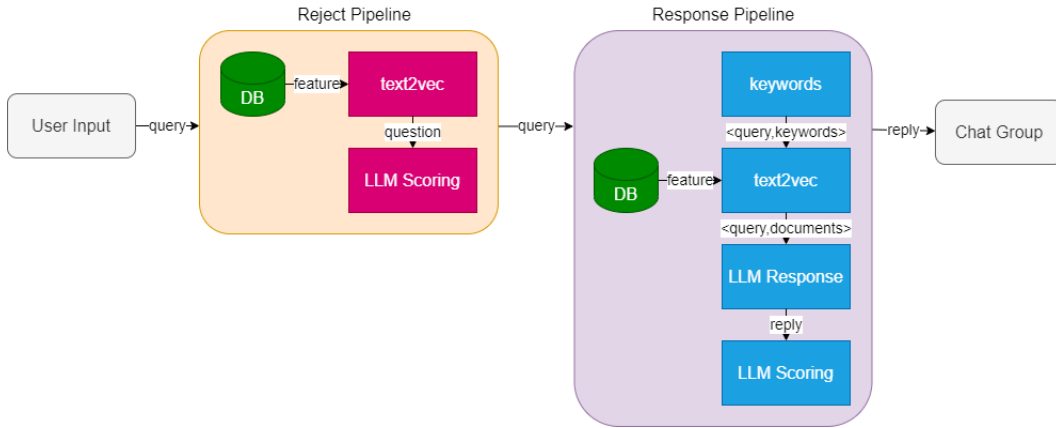 Reject Pipeline
Response Pipeline
User Input
query
DB
feature
text2vec
question
LLM Scoring
query
keywords
<query,keywords>
DB
feature
text2vec
<query,documents>
LLM Response
reply
LLM Scoring
reply
Chat Group